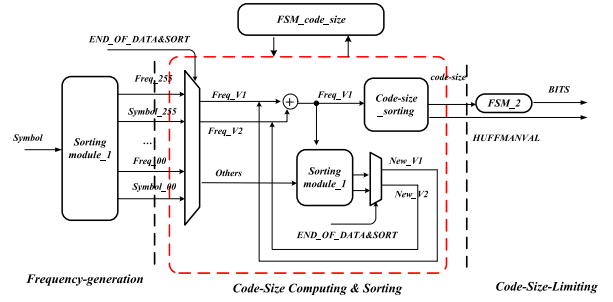 FSM_code_size
END_OF_DATA&SORT
Freq_255
Symbol_255
...
Freq_00
Symbol_00
Symbol
Sorting
module_1
Freq_V1
Freq_V2
Others
Freq_V1
Code-size
_sorting
code-size
FSM_2
BITS
HUFFMANVAL
Sorting
module_1
New_V1
New_V2
END_OF_DATA&SORT
Frequency-generation
Code-Size Computing & Sorting
Code-Size-Limiting